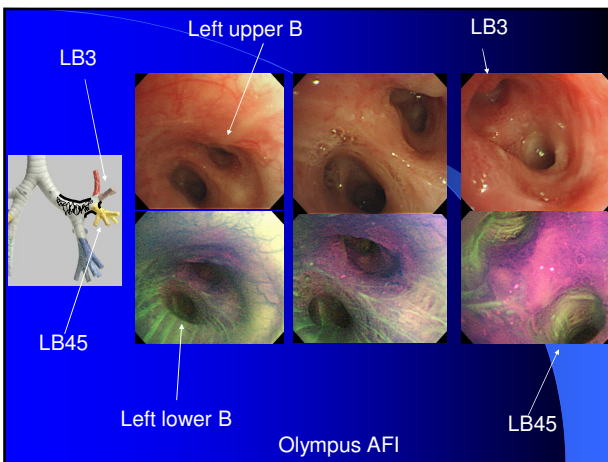 Left upper B
LB3
LB3
LB45
Left lower B
LB45
Olympus AFI